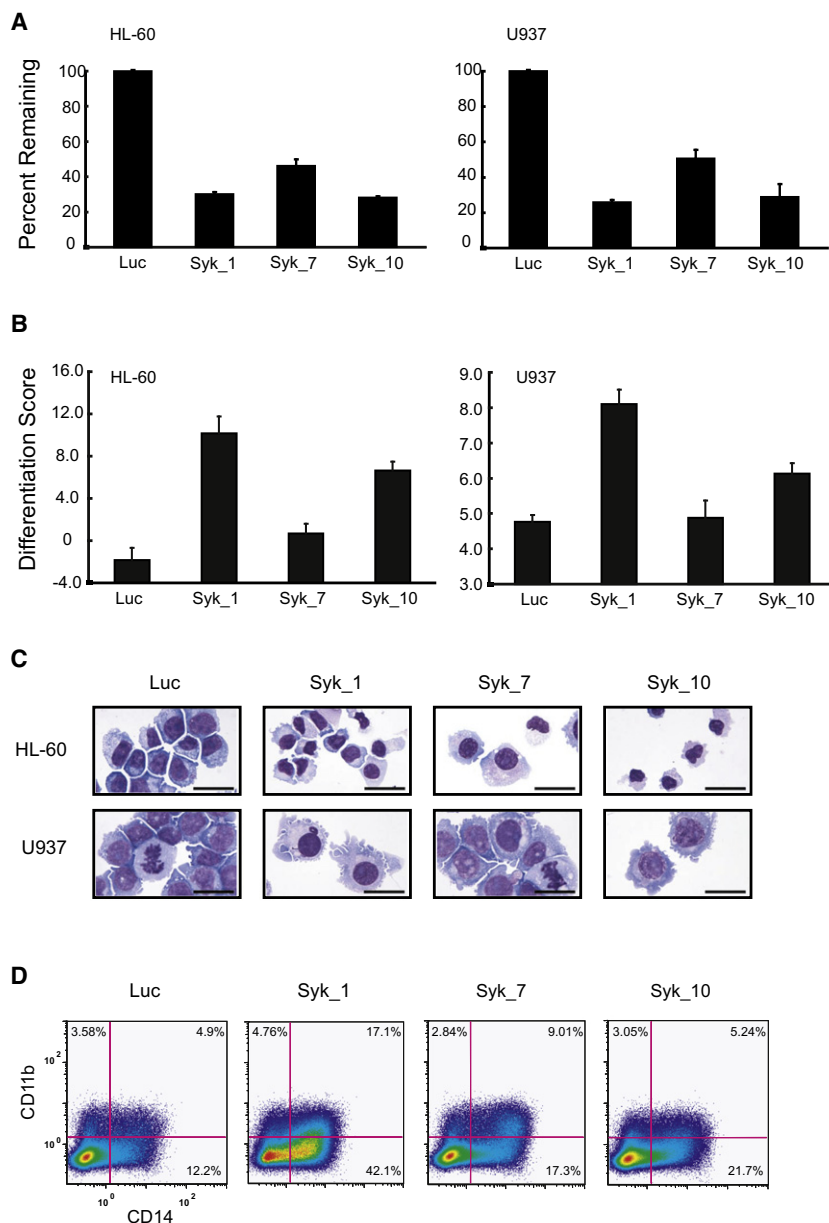 A
HL-60
U937
Percent Remaining
100
80
60
40
20
0
Luc
Syk_1
Syk_7
Syk_10
100
80
60
40
20
0
Luc
Syk_1
Syk_7
Syk_10
B
Differentiation Score
HL-60
16.0
12.0
8.0
4.0
0
-4.0
Luc
Syk_1
Syk_7
Syk_10
U937
9.0
8.0
7.0
6.0
5.0
4.0
3.0
Luc
Syk_1
Syk_7
Syk_10
C
Luc
Syk_1
Syk_7
Syk_10
HL-60
U937
D
Luc
Syk_1
Syk_7
Syk_10
3.58%
4.9%
12.2%
4.76%
17.1%
42.1%
2.84%
9.01%
17.3%
3.05%
5.24%
21.7%
CD11b
10²
10⁰
10⁰
10²
CD14